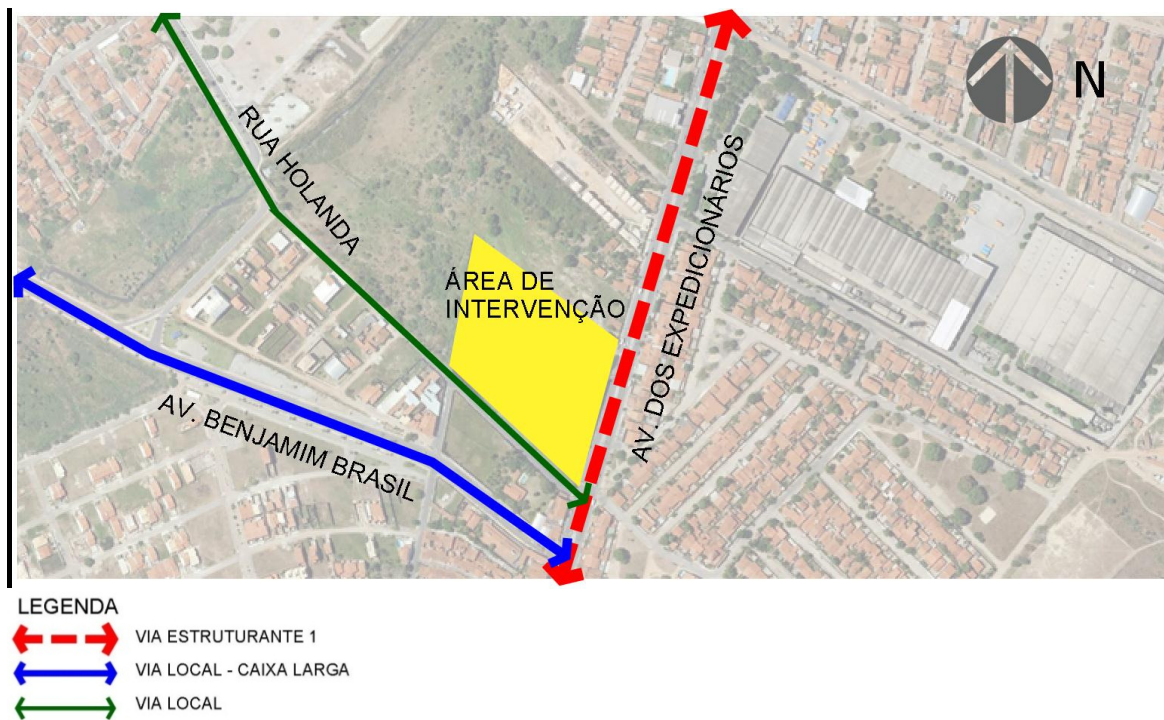 N
RUA HOLANDA
ÁREA DE
INTERVENÇÃO
AV. DOS EXPEDICIONÁRIOS
AV. BENJAMIM BRASIL
LEGENDA
VIA ESTRUTURANTE 1
VIA LOCAL - CAIXA LARGA
VIA LOCAL